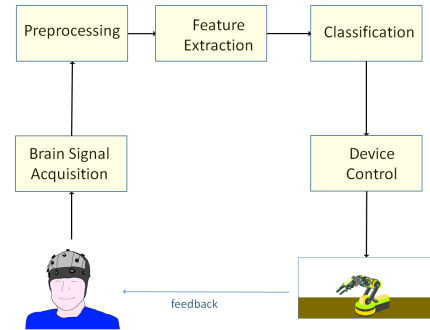 Preprocessing
Feature
Extraction
Classification
Brain Signal
Acquisition
Device
Control
feedback